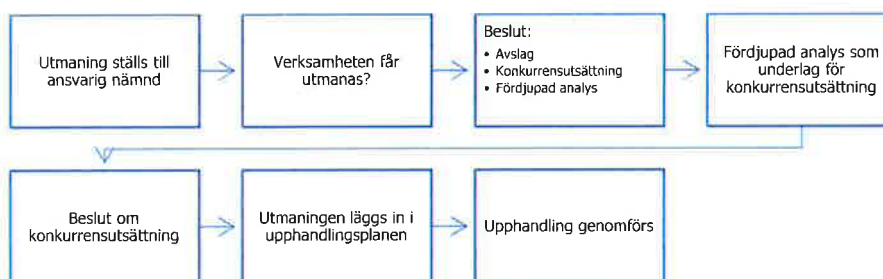 Utmaning ställs till
ansvarig nämnd
Verksamheten får
utmanas?
Beslut:
• Avslag
• Konkurrensutsättning
• Fördjupad analys
Fördjupad analys som
underlag för
konkurrensutsättning
Beslut om
konkurrensutsättning
Utmaningen läggs in i
upphandlingsplanen
Upphandling genomförs